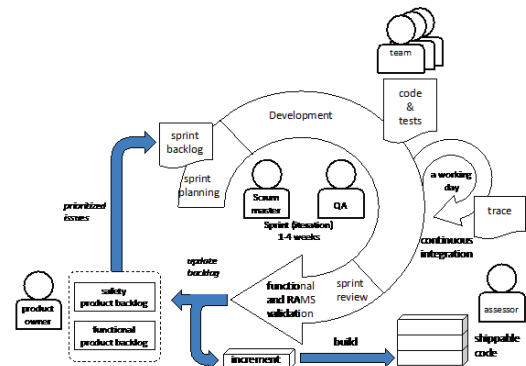 team
Development
code
&
tests
sprint
backlog
sprint
planning
a working
day
Scrum
master
QA
Sprint (iteration)
1-4 weeks
prioritized
issues
trace
continuous
integration
update
backlog
functional
and RAMS
validation
sprint
review
safety
product backlog
functional
product backlog
product
owner
assessor
build
shippable
code
increment